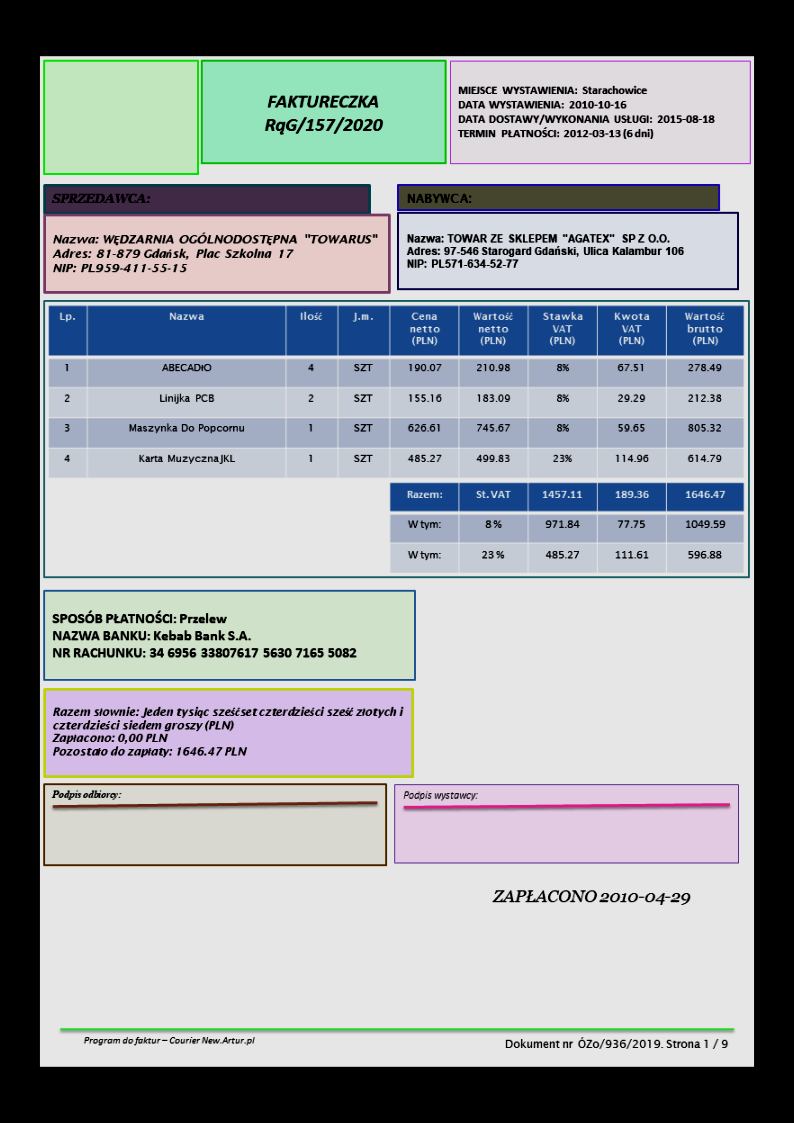 FAKTURECZKA
RqG/157/2020
MIEJSCE WYSTAWIENIA: Starachowice
DATA WYSTAWIENIA: 2010-10-16
DATA DOSTAWY/WYKONANIA USŁUGI: 2015-08-18
TERMIN PŁATNOŚCI: 2012-03-13 (6 dni)
SPRZEDAWCA:
NABYWCA:
Nazwa: WĘDZARNIA OGÓLNODOSTĘPNA "TOWARUS"
Adres: 81-879 Gdańsk, Plac Szkolna 17
NIP: PL959-411-55-15
Nazwa: TOWAR ZE SKLEPEM "AGATEX" SP Z O.O.
Adres: 97-546 Starogard Gdański, Ulica Kalambur 106
NIP: PL571-634-52-77
Lp. Nazwa Ilość J.m. Cena netto (PLN) Wartość netto (PLN) Stawka VAT (PLN) Kwota VAT (PLN) Wartość brutto (PLN)
1 ABECADłO 4 SZT 190.07 210.98 8% 67.51 278.49
2 Linijka PCB 2 SZT 155.16 183.09 8% 29.29 212.38
3 Maszynka Do Popcornu 1 SZT 626.61 745.67 8% 59.65 805.32
4 Karta MuzycznaJKL 1 SZT 485.27 499.83 23% 114.96 614.79
Razem: St. VAT 1457.11 189.36 1646.47
W tym: 8 % 971.84 77.75 1049.59
W tym: 23 % 485.27 111.61 596.88
SPOSÓB PŁATNOŚCI: Przelew
NAZWA BANKU: Kebab Bank S.A.
NR RACHUNKU: 34 6956 33807617 5630 7165 5082
Razem słownie: Jeden tysiąc sześćset czterdzieści sześć złotych i
czterdzieści siedem groszy (PLN)
Zapłacono: 0,00 PLN
Pozostało do zapłaty: 1646.47 PLN
Podpis odbiorcy:
Podpis wystawcy:
ZAPŁACONO 2010-04-29
Program do faktur – Courier New.Artur.pl
Dokument nr ÓZo/936/2019. Strona 1 / 9